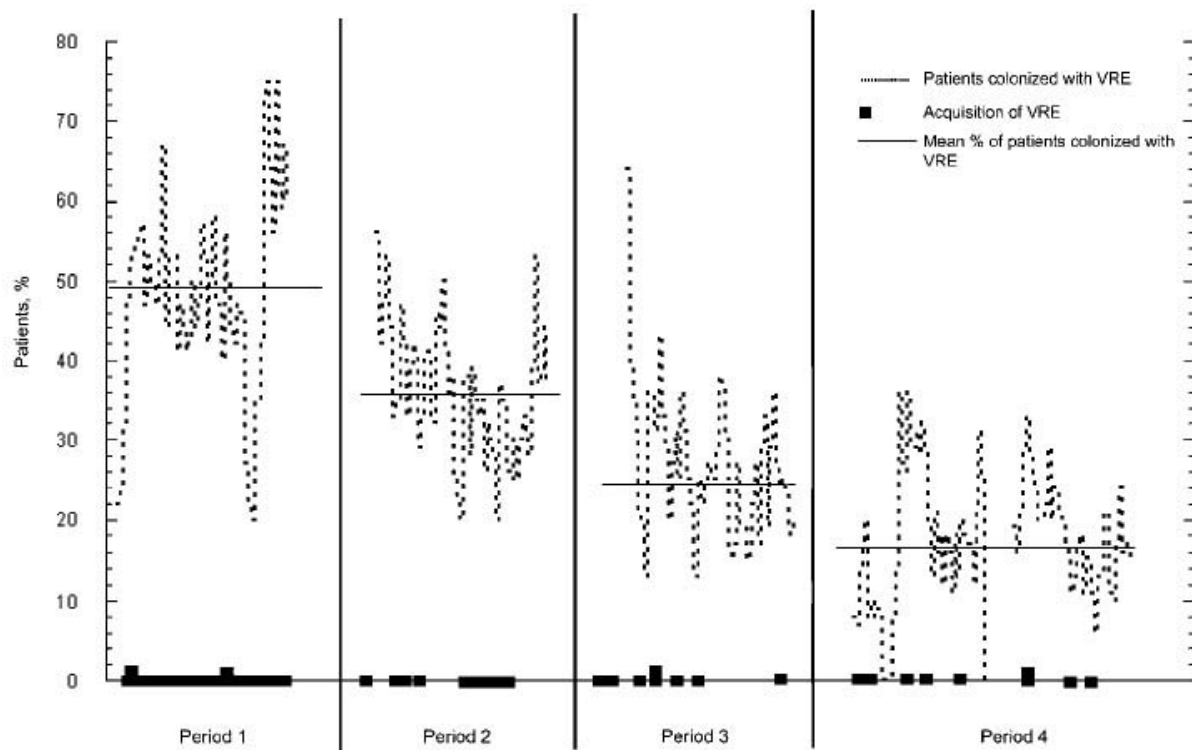 80
70
60
50
40
30
20
10
0
Patients, %
Patients colonized with VRE
Acquisition of VRE
Mean % of patients colonized with
VRE
Period 1
Period 2
Period 3
Period 4